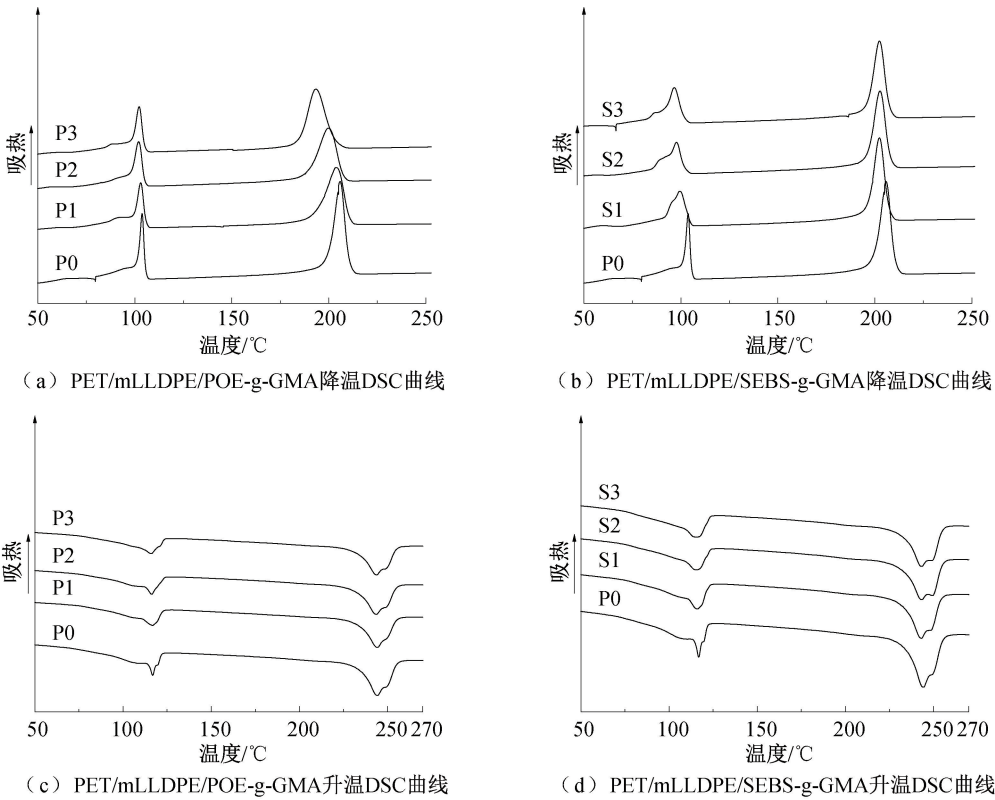 吸热
P3
P2
P1
P0
50 100 150 200 250
温度/℃
（a）PET/mLLDPE/POE-g-GMA降温DSC曲线
吸热
S3
S2
S1
P0
50 100 150 200 250
温度/℃
（b）PET/mLLDPE/SEBS-g-GMA降温DSC曲线
吸热
P3
P2
P1
P0
50 100 150 200 250 270
温度/℃
（c）PET/mLLDPE/POE-g-GMA升温DSC曲线
吸热
S3
S2
S1
P0
50 100 150 200 250 270
温度/℃
（d）PET/mLLDPE/SEBS-g-GMA升温DSC曲线